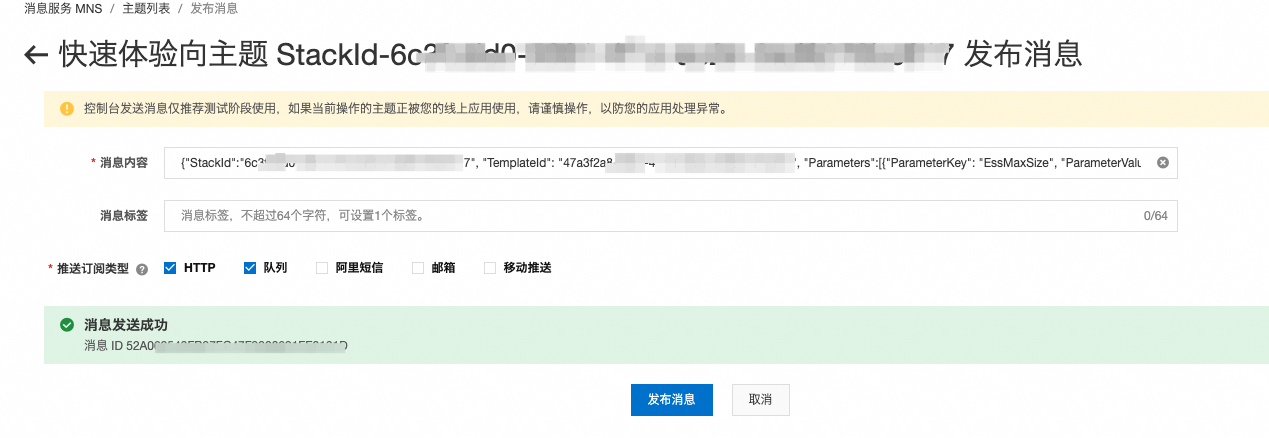 消息服务 MNS / 主题列表 / 发布消息
快速体验向主题 StackId-6c 7 发布消息
控制台发送消息仅推荐测试阶段使用，如果当前操作的主题正被您的线上应用使用，请谨慎操作，以防您的应用处理异常。
* 消息内容 {"StackId":"6c 7", "TemplateId": "47a3f2a8 ", "Parameters":[{"ParameterKey": "EssMaxSize", "ParameterValu
消息标签 消息标签，不超过64个字符，可设置1个标签。 0/64
* 推送订阅类型 ? HTTP 队列 阿里短信 邮箱 移动推送
消息发送成功
消息 ID 52A0
发布消息 取消